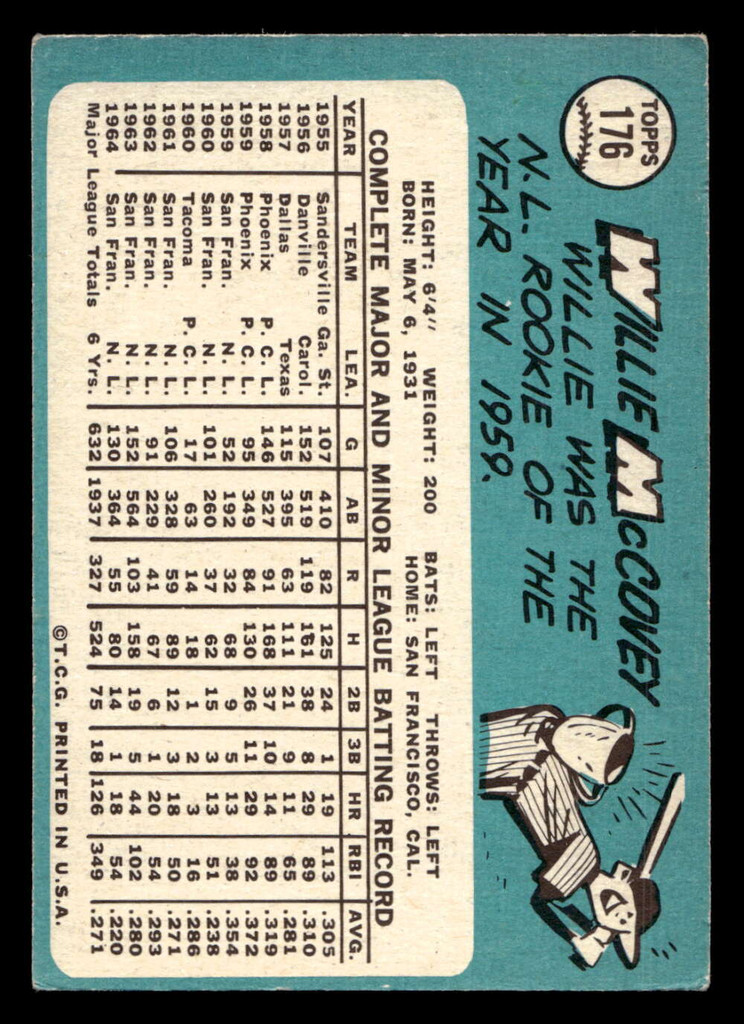 TOPPS
176
WILLIE McCOVEY
WILLIE WAS THE
N.L. ROOKIE OF THE
YEAR IN 1959.
HEIGHT: 6'4" WEIGHT: 200 BATS: LEFT THROWS: LEFT
BORN: MAY 6, 1931 HOME: SAN FRANCISCO, CAL.
COMPLETE MAJOR AND MINOR LEAGUE BATTING RECORD
YEAR TEAM LEA. G AB R H 2B 3B HR RBI AVG.
1955 Sandersville Ga. St. 107 410 82 125 24 1 19 113 .305
1956 Danville Carol. 152 519 119 161 38 8 29 89 .310
1957 Dallas Texas 115 395 63 111 21 9 11 65 .281
1958 Phoenix P. C. L. 146 527 91 168 37 10 14 89 .319
1959 Phoenix P. C. L. 95 349 84 130 26 11 29 92 .372
1959 San Fran. N. L. 52 192 32 68 9 5 13 38 .354
1960 San Fran. N. L. 101 260 37 62 15 3 13 51 .238
1960 Tacoma P. C. L. 17 63 14 18 1 2 3 16 .286
1961 San Fran. N. L. 106 328 59 89 12 3 18 50 .271
1962 San Fran. N. L. 91 229 41 67 6 1 20 54 .293
1963 San Fran. N. L. 152 564 103 158 19 5 44 102 .280
1964 San Fran. N. L. 130 364 55 80 14 1 18 54 .220
Major League Totals 6 Yrs. 632 1937 327 524 75 18 126 349 .271
©T.C.G. PRINTED IN U.S.A.